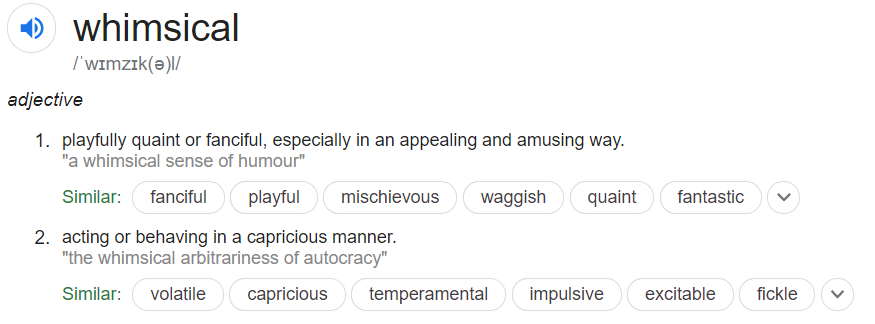 whimsical
/ˈwɪmzɪk(ə)l/
adjective
1. playfully quaint or fanciful, especially in an appealing and amusing way.
"a whimsical sense of humour"
Similar: fanciful playful mischievous waggish quaint fantastic
2. acting or behaving in a capricious manner.
"the whimsical arbitrariness of autocracy"
Similar: volatile capricious temperamental impulsive excitable fickle